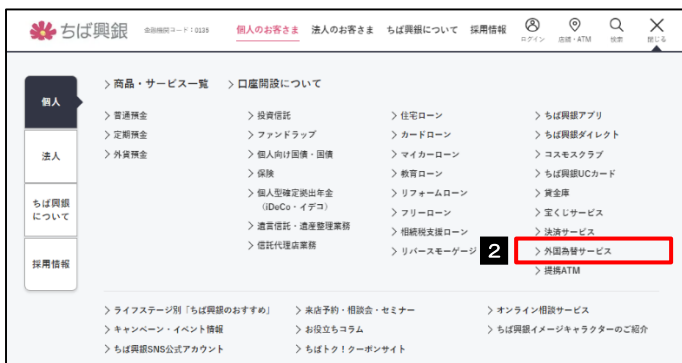 ちば興銀 金融機関コード：0135 個人のお客さま 法人のお客さま ちば興銀について 採用情報 ログイン 店舗・ATM 検索 閉じる
個人
法人
ちば興銀
について
採用情報
商品・サービス一覧 口座開設について
普通預金
定期預金
外貨預金
投資信託
ファンドラップ
個人向け国債・国債
保険
個人型確定拠出年金
（iDeCo・イデコ）
遺言信託・遺産整理業務
信託代理店業務
住宅ローン
カードローン
マイカーローン
教育ローン
リフォームローン
フリーローン
相続税支援ローン
リバースモーゲージ
ちば興銀アプリ
ちば興銀ダイレクト
コスモスクラブ
ちば興銀UCカード
貸金庫
宝くじサービス
決済サービス
2 外国為替サービス
提携ATM
ライフステージ別「ちば興銀のおすすめ」 来店予約・相談会・セミナー オンライン相談サービス
キャンペーン・イベント情報 お役立ちコラム ちば興銀イメージキャラクターのご紹介
ちば興銀SNS公式アカウント ちばトク！クーポンサイト